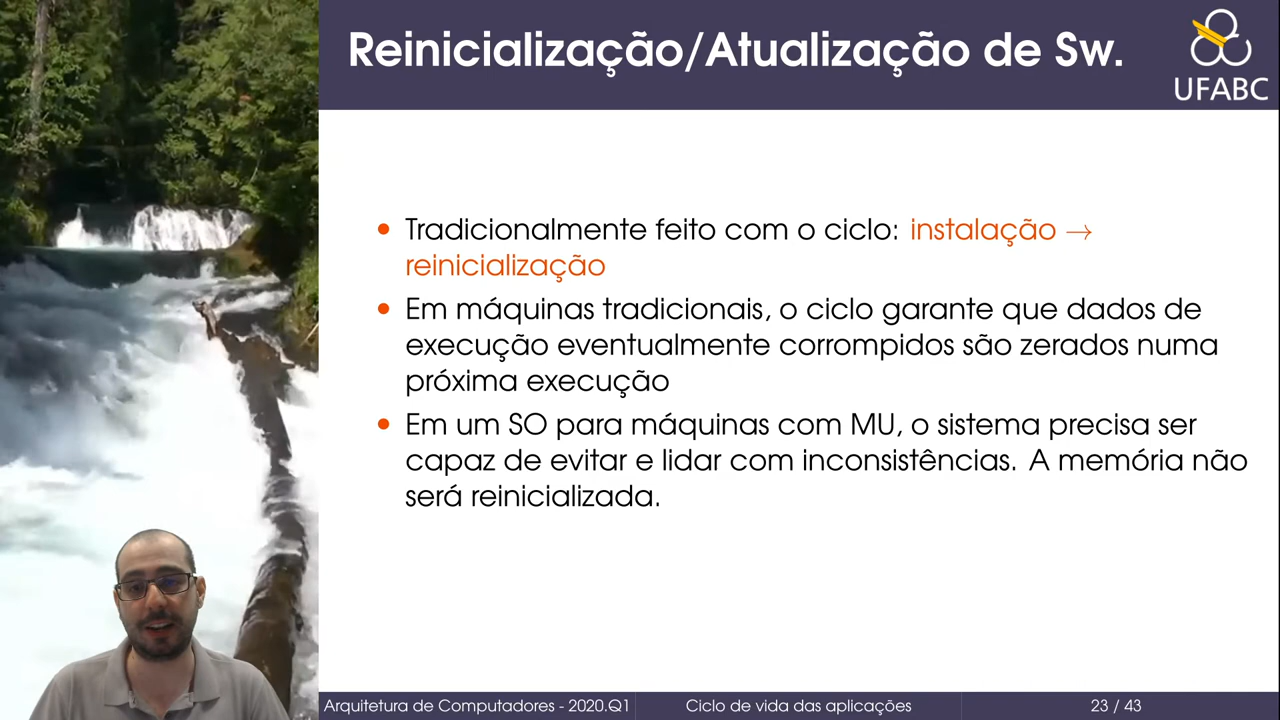 Reinicialização/Atualização de Sw.
UFABC
• Tradicionalmente feito com o ciclo: instalação →
reinicialização
• Em máquinas tradicionais, o ciclo garante que dados de
execução eventualmente corrompidos são zerados numa
próxima execução
• Em um SO para máquinas com MU, o sistema precisa ser
capaz de evitar e lidar com inconsistências. A memória não
será reinicializada.
Arquitetura de Computadores - 2020.Q1 Ciclo de vida das aplicações 23 / 43